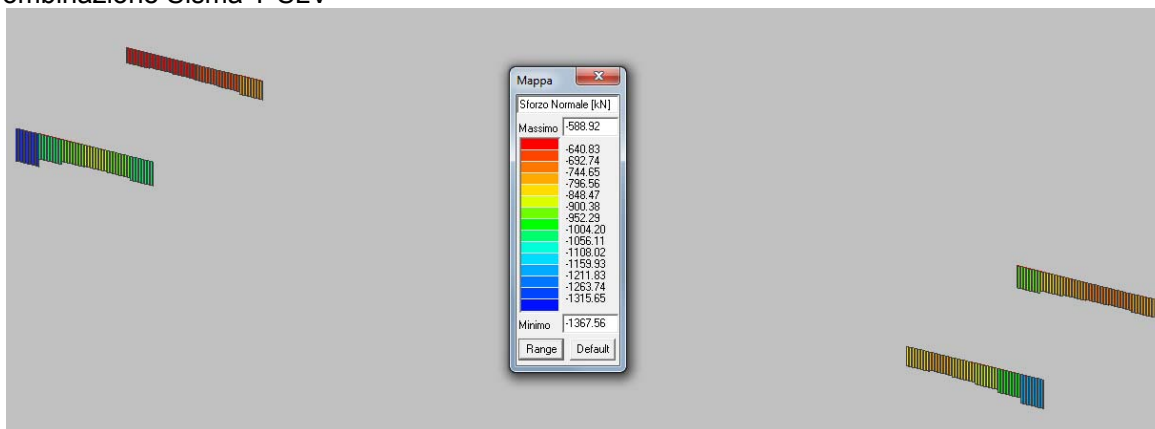 Mappa
Sforzo Normale [kN]
Massimo -588.92
-640.83
-692.74
-744.65
-796.56
-848.47
-900.38
-952.29
-1004.20
-1056.11
-1108.02
-1159.93
-1211.83
-1263.74
-1315.65
Minimo -1367.56
Range Default